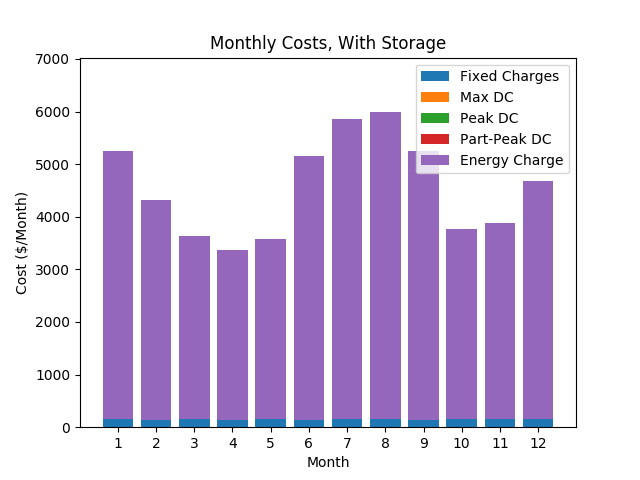 Monthly Costs, With Storage
7000
6000
5000
4000
3000
2000
1000
0
Cost ($/Month)
Fixed Charges
Max DC
Peak DC
Part-Peak DC
Energy Charge
1 2 3 4 5 6 7 8 9 10 11 12
Month